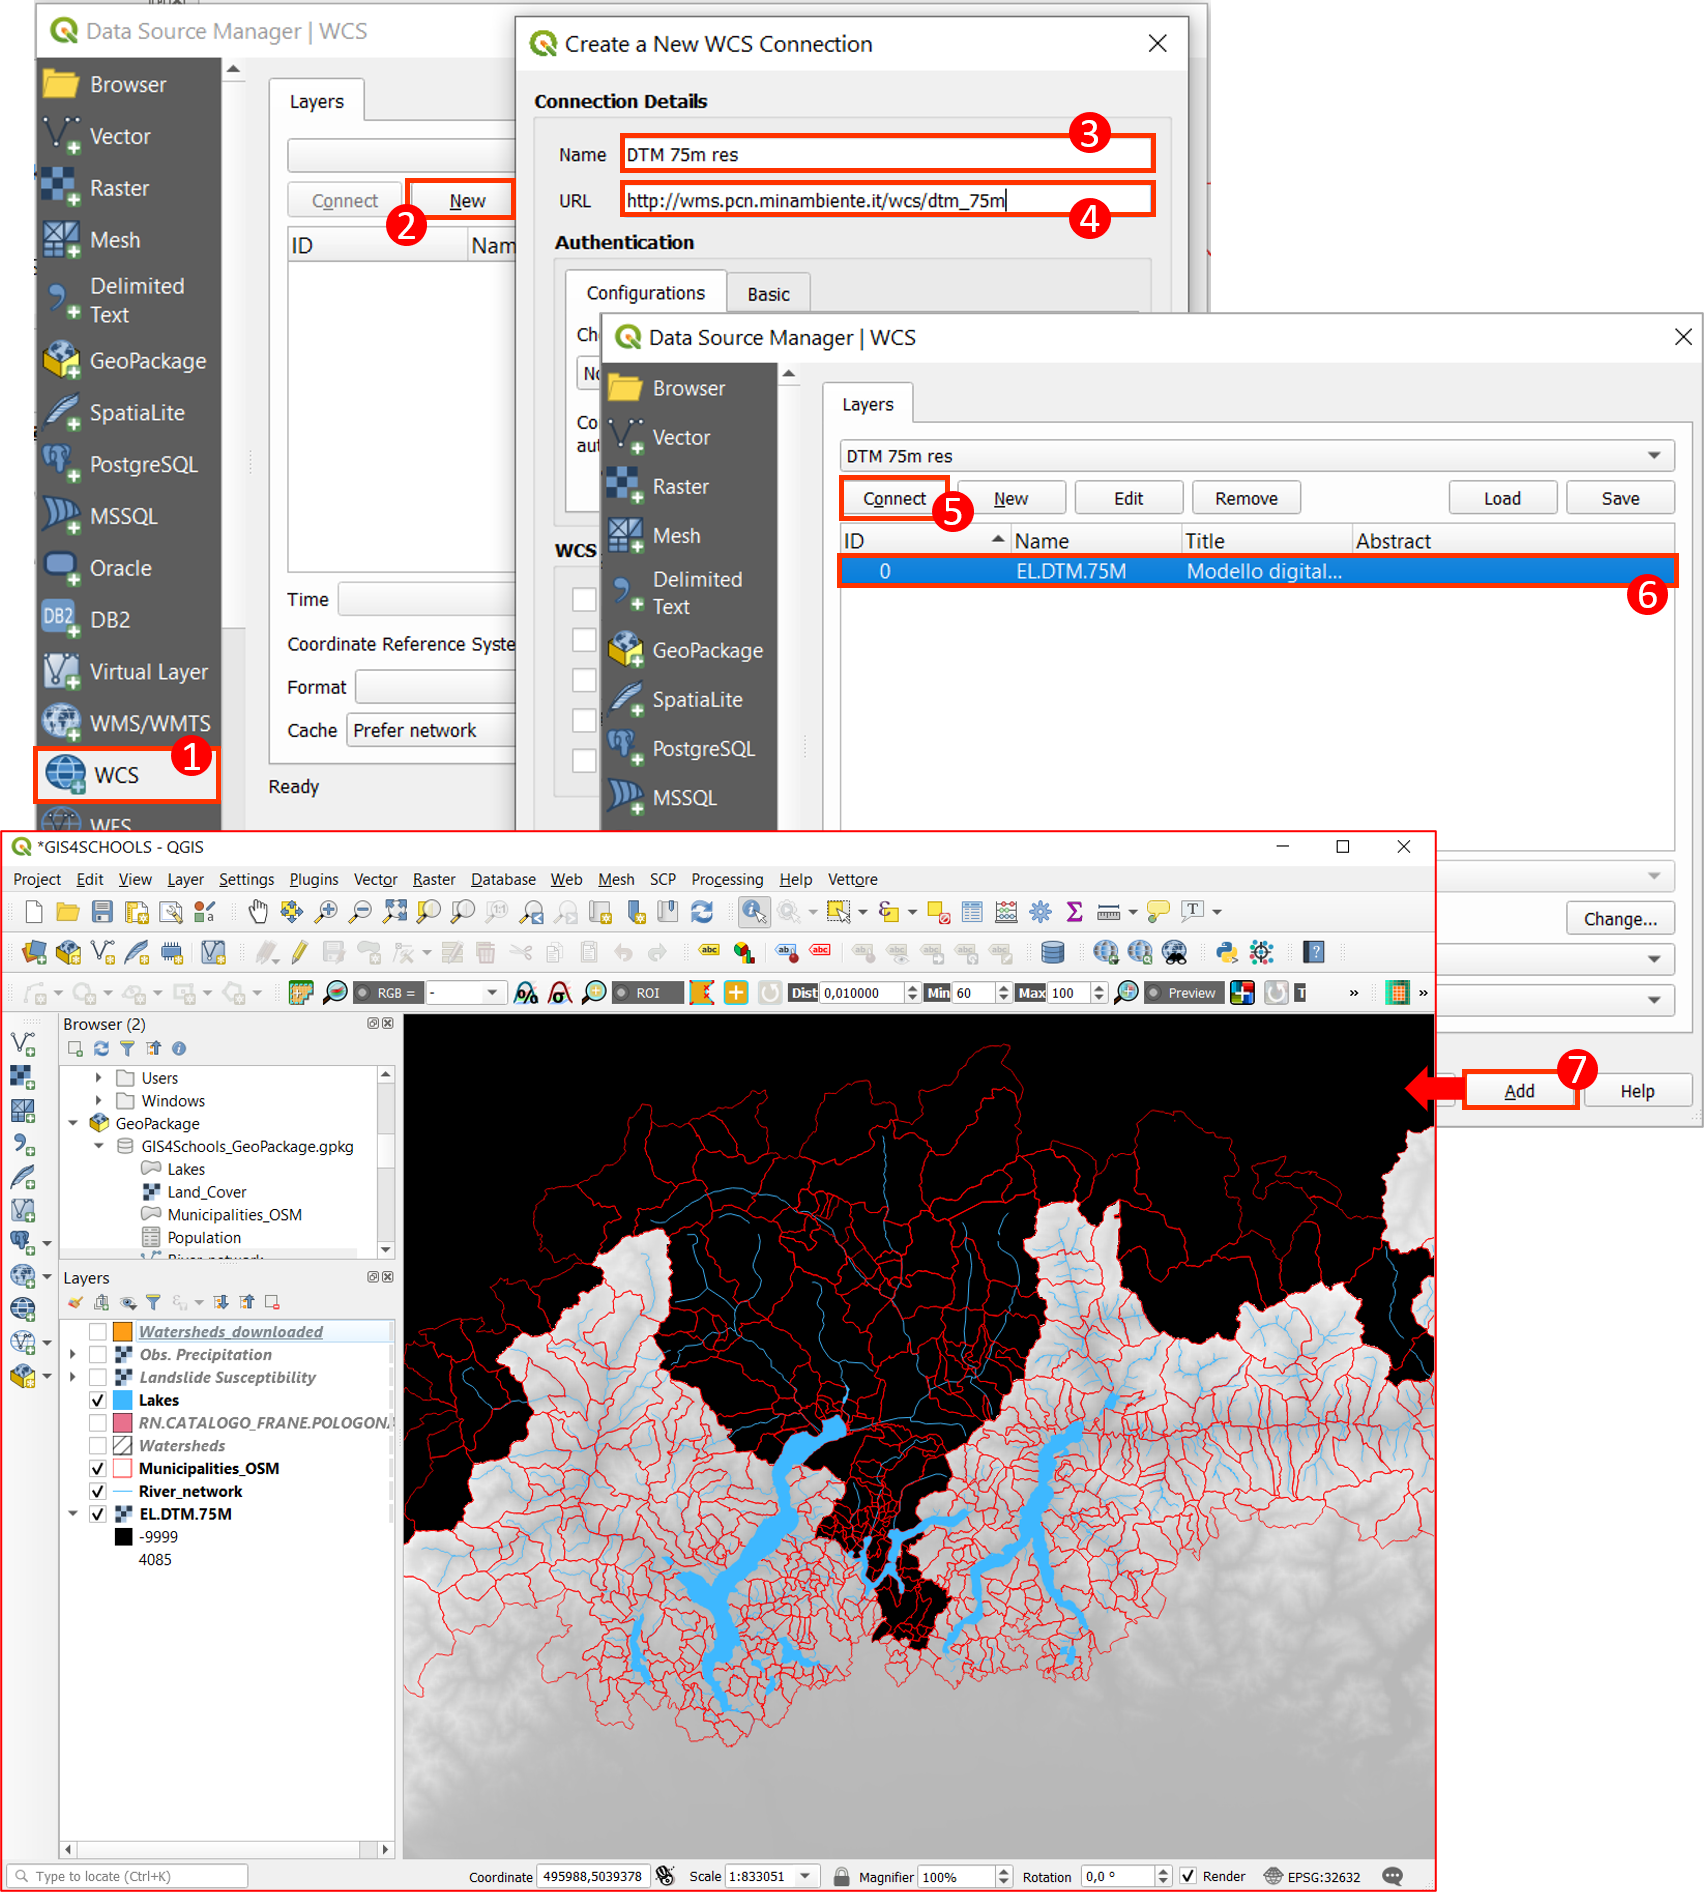 Data Source Manager | WCS
Browser
Vector
Raster
Mesh
Delimited
Text
GeoPackage
SpatiaLite
PostgreSQL
MSSQL
Oracle
DB2
Virtual Layer
WMS/WMTS
WCS
1
WFS
Layers
Connect
New
2
ID
Nam
Time
Coordinate Reference Syste
Format
Cache
Prefer network
Ready
Create a New WCS Connection
Connection Details
Name
DTM 75m res
3
URL
http://wms.pcn.minambiente.it/wcs/dtm_75m
4
Authentication
Configurations
Basic
WCS
Data Source Manager | WCS
Browser
Vector
Raster
Mesh
Delimited
Text
GeoPackage
SpatiaLite
PostgreSQL
MSSQL
Layers
DTM 75m res
Connect
5
New
Edit
Remove
Load
Save
ID
Name
Title
Abstract
0
EL.DTM.75M
Modello digital...
6
Change...
7
Add
Help
*GIS4SCHOOLS - QGIS
Project Edit View Layer Settings Plugins Vector Raster Database Web Mesh SCP Processing Help Vettore
RGB = - ROI Dist 0,010000 Min 60 Max 100 Preview T » »
Browser (2)
Users
Windows
GeoPackage
GIS4Schools_GeoPackage.gpkg
Lakes
Land_Cover
Municipalities_OSM
Population
River_network
Layers
Watersheds_downloaded
Obs. Precipitation
Landslide Susceptibility
Lakes
RN.CATALOGO_FRANE.POLOGON
Watersheds
Municipalities_OSM
River_network
EL.DTM.75M
-9999
4085
Type to locate (Ctrl+K)
Coordinate 495988,5039378 Scale 1:833051 Magnifier 100% Rotation 0,0 ° Render EPSG:32632